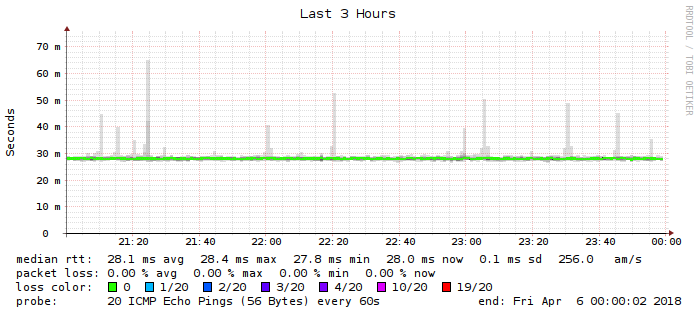 Last 3 Hours
RRDTOOL / TOBI OETIKER
Seconds
70 m
60 m
50 m
40 m
30 m
20 m
10 m
0
21:20 21:40 22:00 22:20 22:40 23:00 23:20 23:40 00:00
median rtt: 28.1 ms avg 28.4 ms max 27.8 ms min 28.0 ms now 0.1 ms sd 256.0 am/s
packet loss: 0.00 % avg 0.00 % max 0.00 % min 0.00 % now
loss color: 0 1/20 2/20 3/20 4/20 10/20 19/20
probe: 20 ICMP Echo Pings (56 Bytes) every 60s end: Fri Apr 6 00:00:02 2018